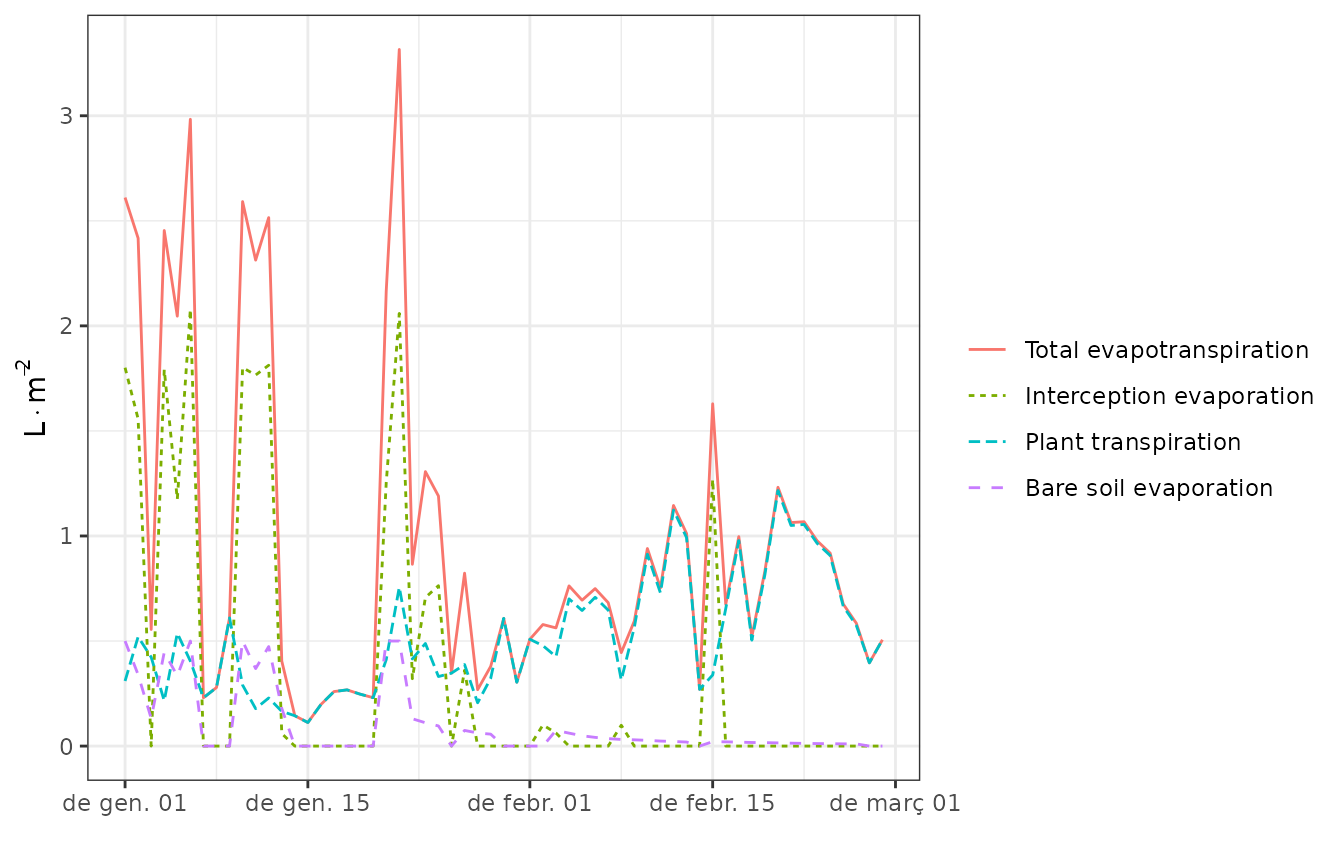 3
2
1
0
L · m⁻²
de gen. 01
de gen. 15
de febr. 01
de febr. 15
de març 01
Total evapotranspiration
Interception evaporation
Plant transpiration
Bare soil evaporation